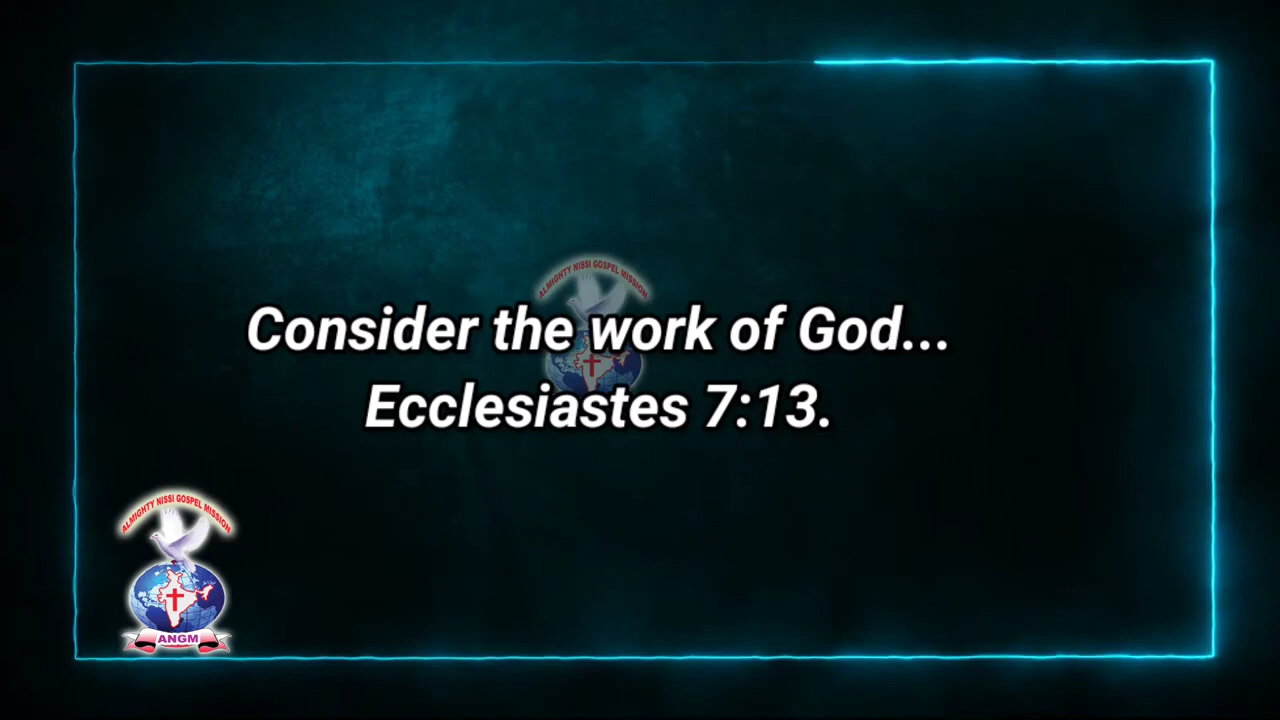 ALMIGHTY NISSI GOSPEL MISSION
Consider the work of God...
Ecclesiastes 7:13.
ALMIGHTY NISSI GOSPEL MISSION
ANGM